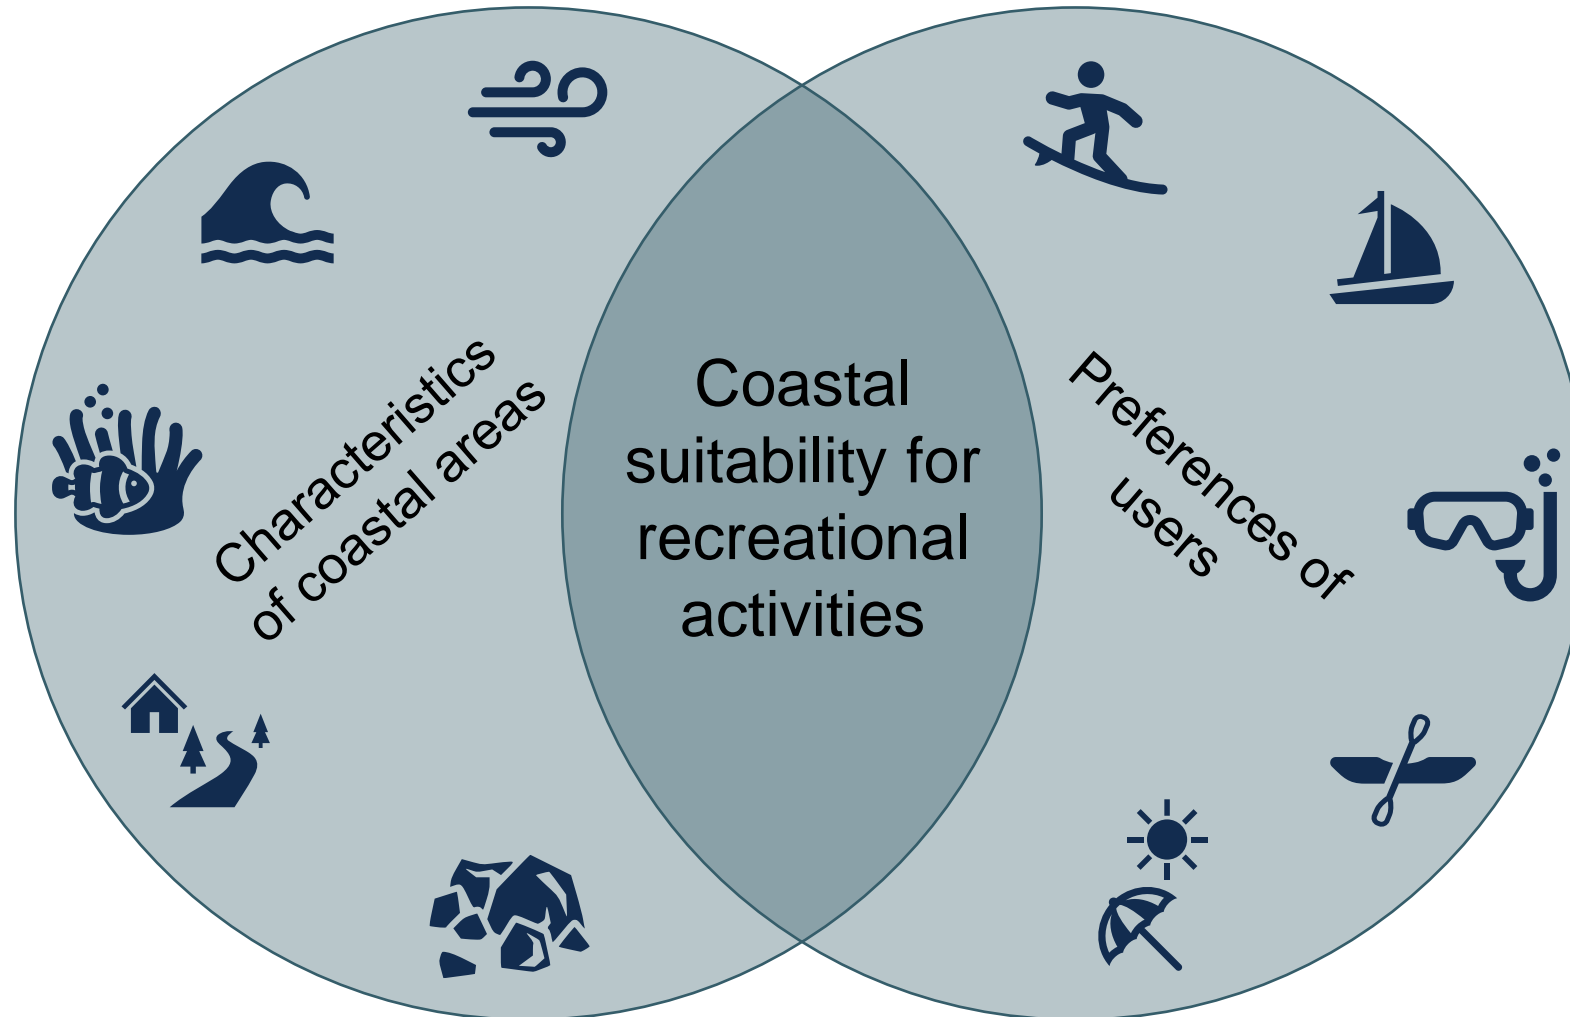 Characteristics
of coastal areas
Coastal
suitability for
recreational
activities
Preferences of
users